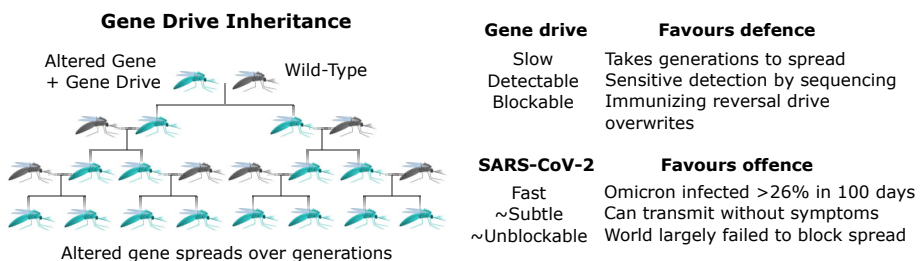 Gene Drive Inheritance
Altered Gene
+ Gene Drive
Wild-Type
Altered gene spreads over generations
Gene drive Favours defence
Slow Takes generations to spread
Detectable Sensitive detection by sequencing
Blockable Immunizing reversal drive
overwrites
SARS-CoV-2 Favours offence
Fast Omicron infected >26% in 100 days
~Subtle Can transmit without symptoms
~Unblockable World largely failed to block spread